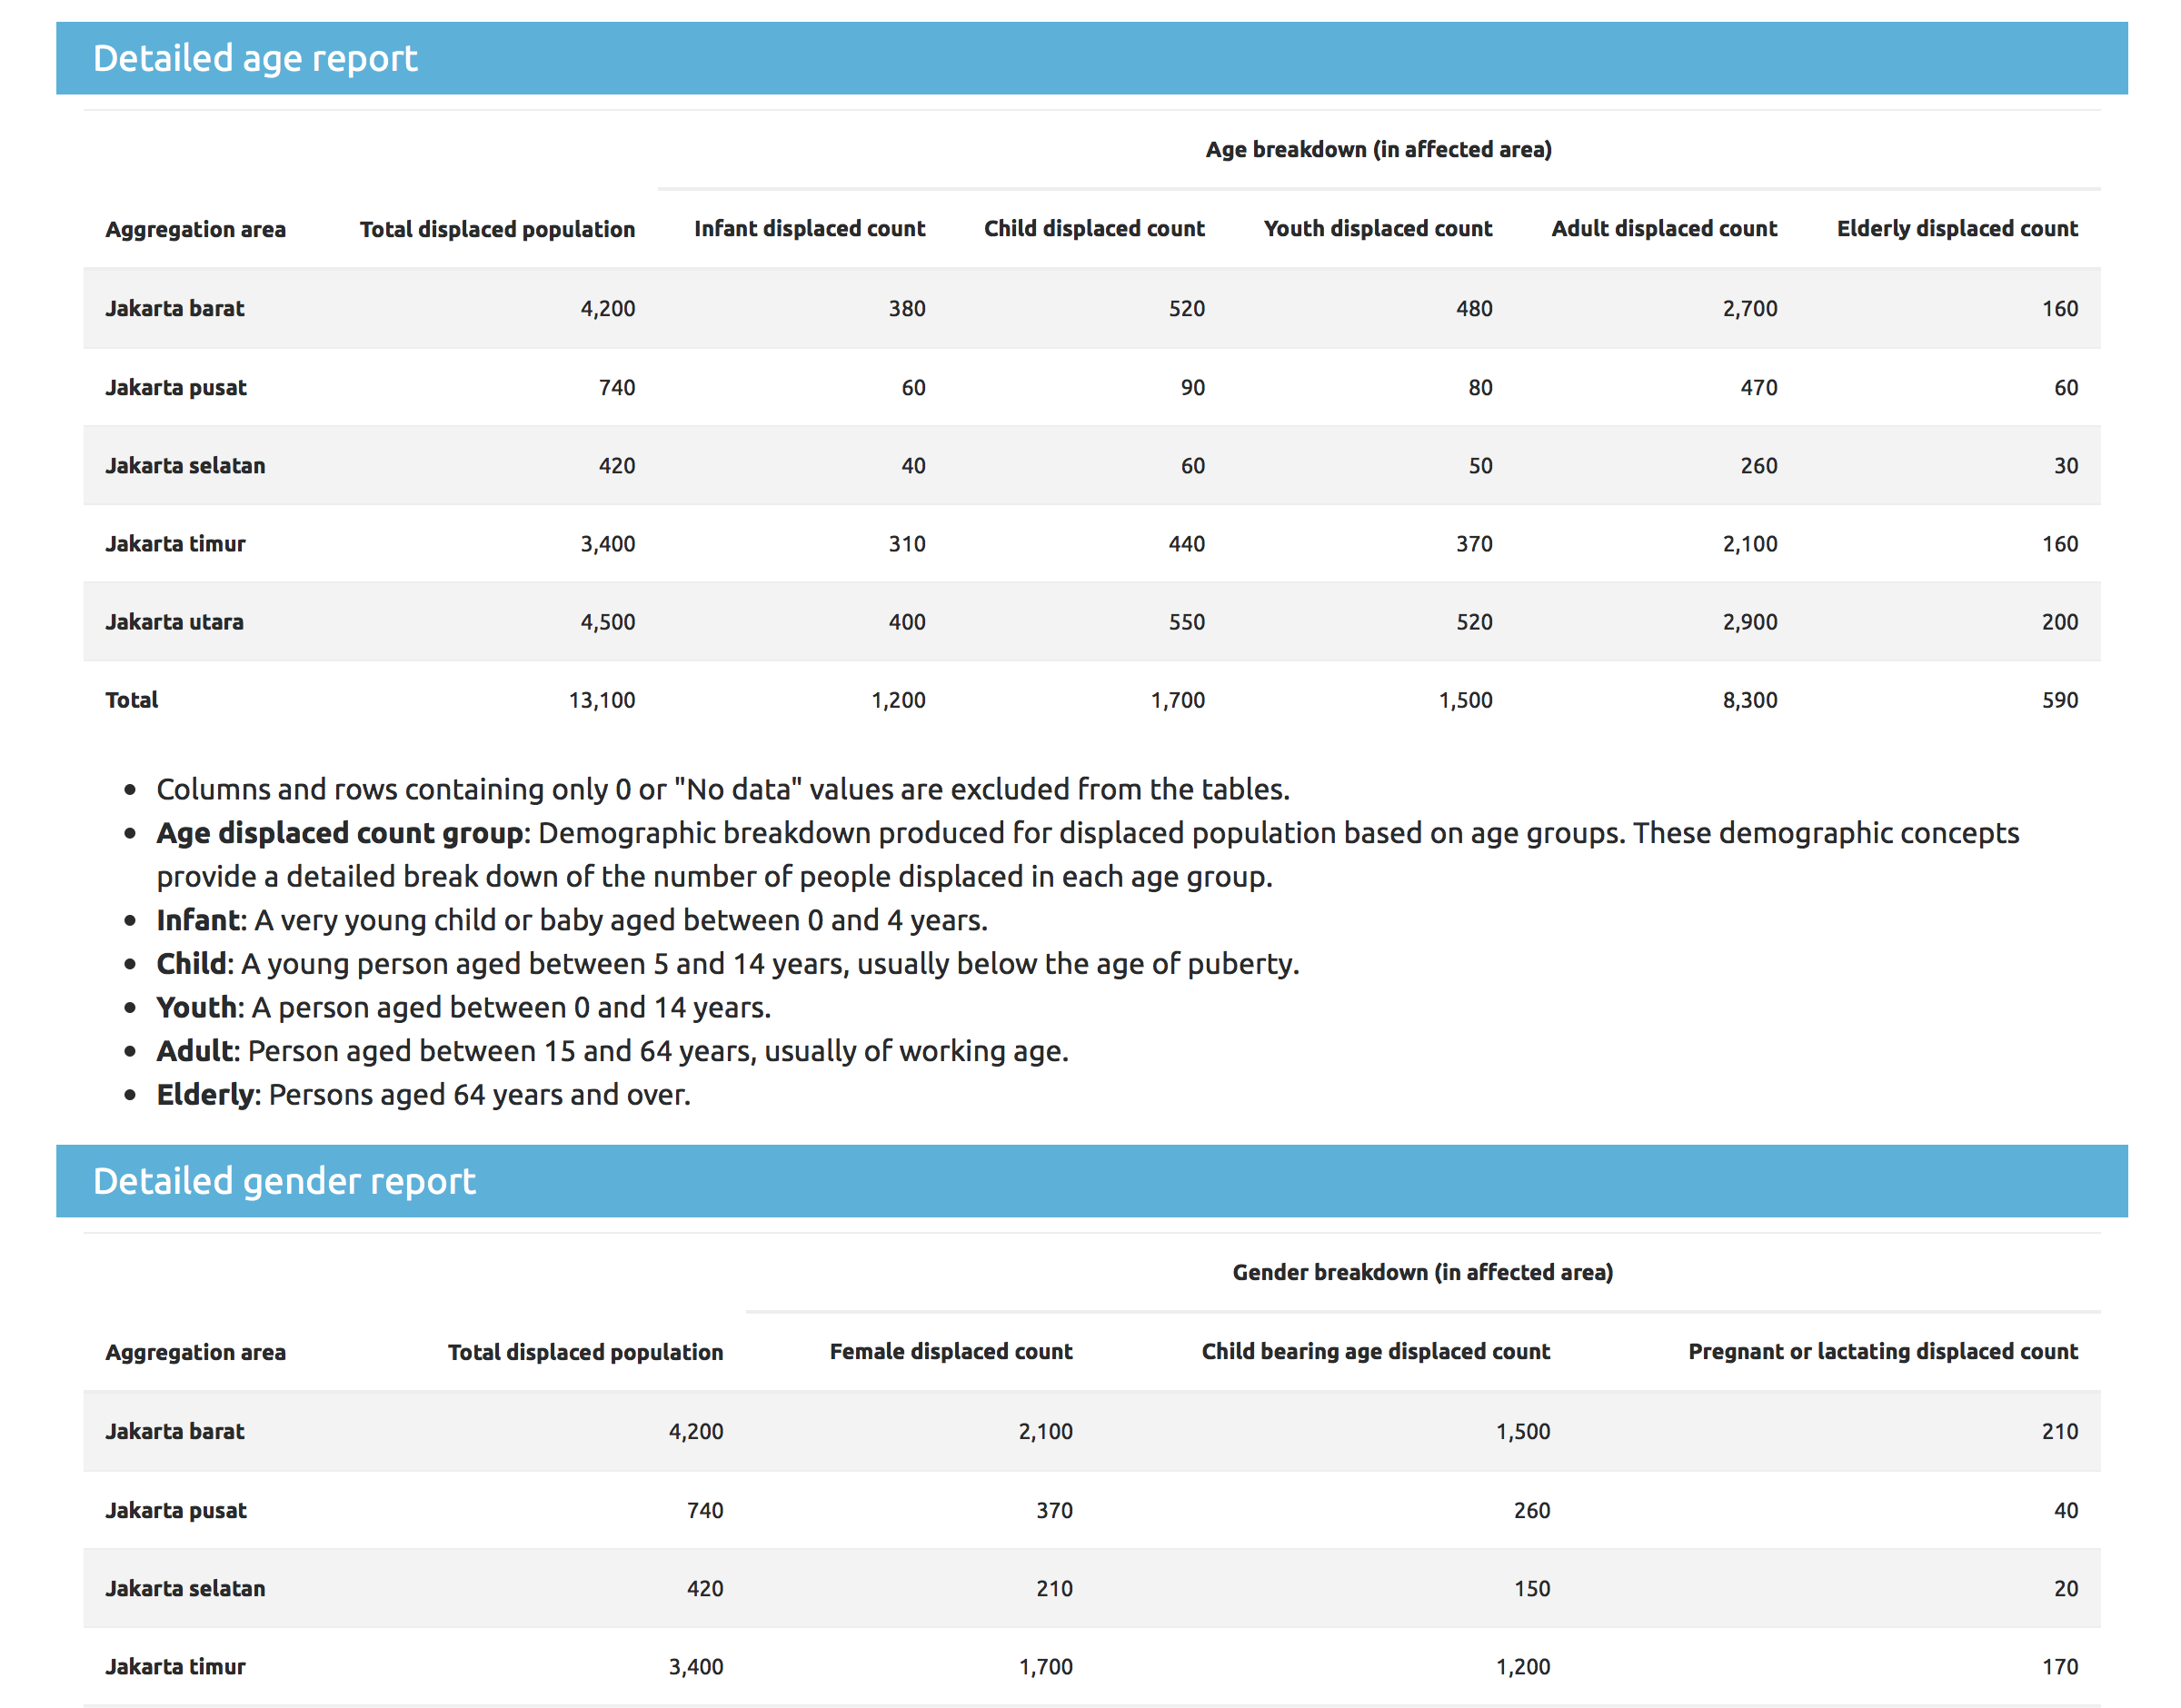 Detailed age report
Age breakdown (in affected area)
Aggregation area Total displaced population Infant displaced count Child displaced count Youth displaced count Adult displaced count Elderly displaced count
Jakarta barat 4,200 380 520 480 2,700 160
Jakarta pusat 740 60 90 80 470 60
Jakarta selatan 420 40 60 50 260 30
Jakarta timur 3,400 310 440 370 2,100 160
Jakarta utara 4,500 400 550 520 2,900 200
Total 13,100 1,200 1,700 1,500 8,300 590
• Columns and rows containing only 0 or "No data" values are excluded from the tables.
• Age displaced count group: Demographic breakdown produced for displaced population based on age groups. These demographic concepts
provide a detailed break down of the number of people displaced in each age group.
• Infant: A very young child or baby aged between 0 and 4 years.
• Child: A young person aged between 5 and 14 years, usually below the age of puberty.
• Youth: A person aged between 0 and 14 years.
• Adult: Person aged between 15 and 64 years, usually of working age.
• Elderly: Persons aged 64 years and over.
Detailed gender report
Gender breakdown (in affected area)
Aggregation area Total displaced population Female displaced count Child bearing age displaced count Pregnant or lactating displaced count
Jakarta barat 4,200 2,100 1,500 210
Jakarta pusat 740 370 260 40
Jakarta selatan 420 210 150 20
Jakarta timur 3,400 1,700 1,200 170